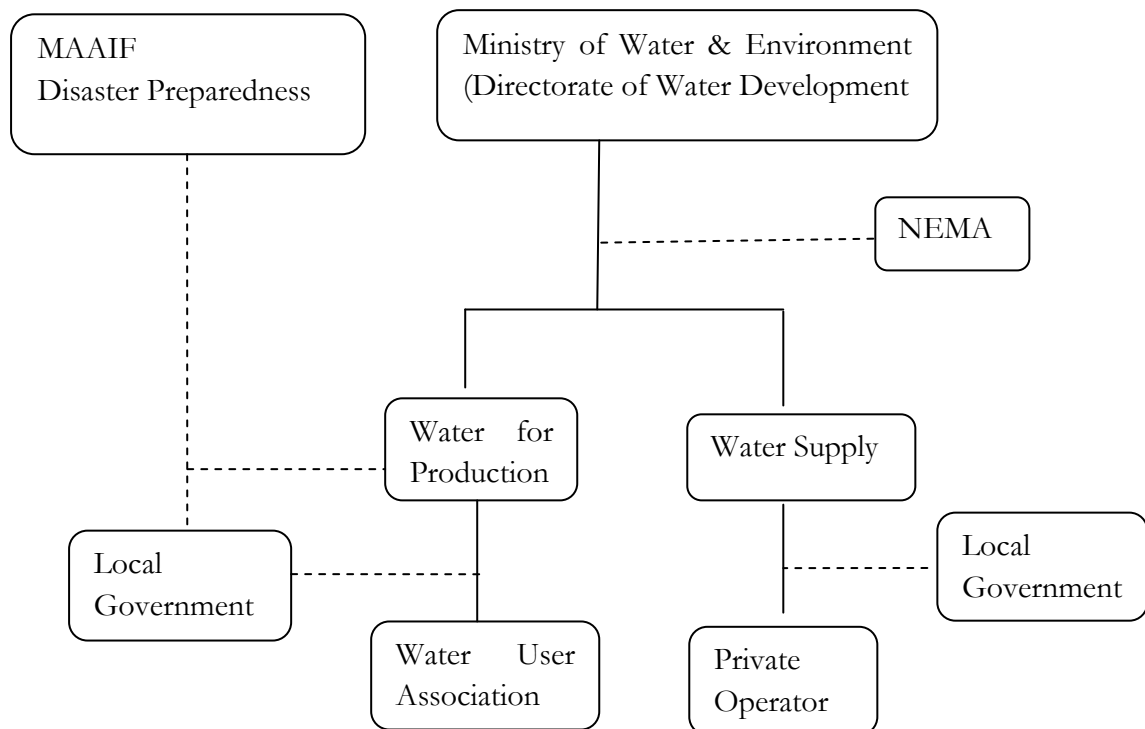 MAAIF
Disaster Preparedness
Ministry of Water & Environment
(Directorate of Water Development
NEMA
Water for
Production
Water Supply
Local
Government
Local
Government
Water User
Association
Private
Operator